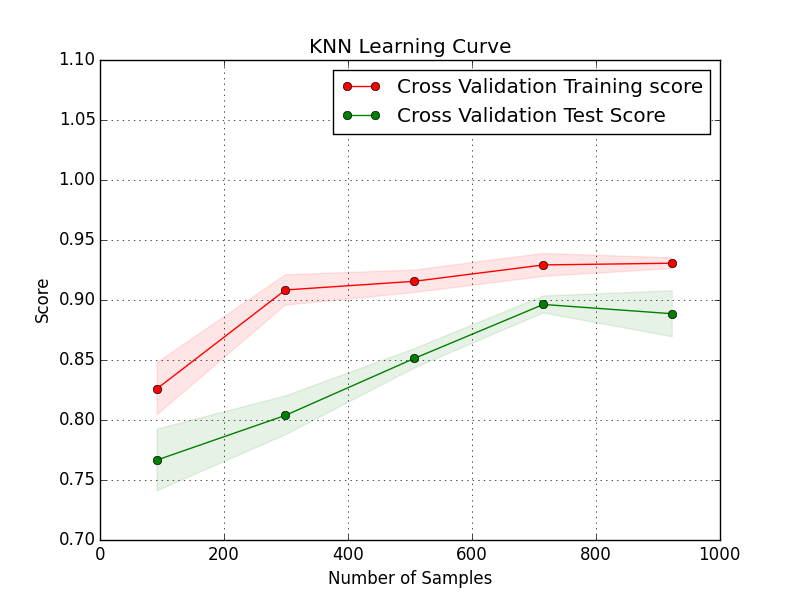 KNN Learning Curve
Cross Validation Training score
Cross Validation Test Score
1.10
1.05
1.00
0.95
0.90
0.85
0.80
0.75
0.70
Score
0 200 400 600 800 1000
Number of Samples